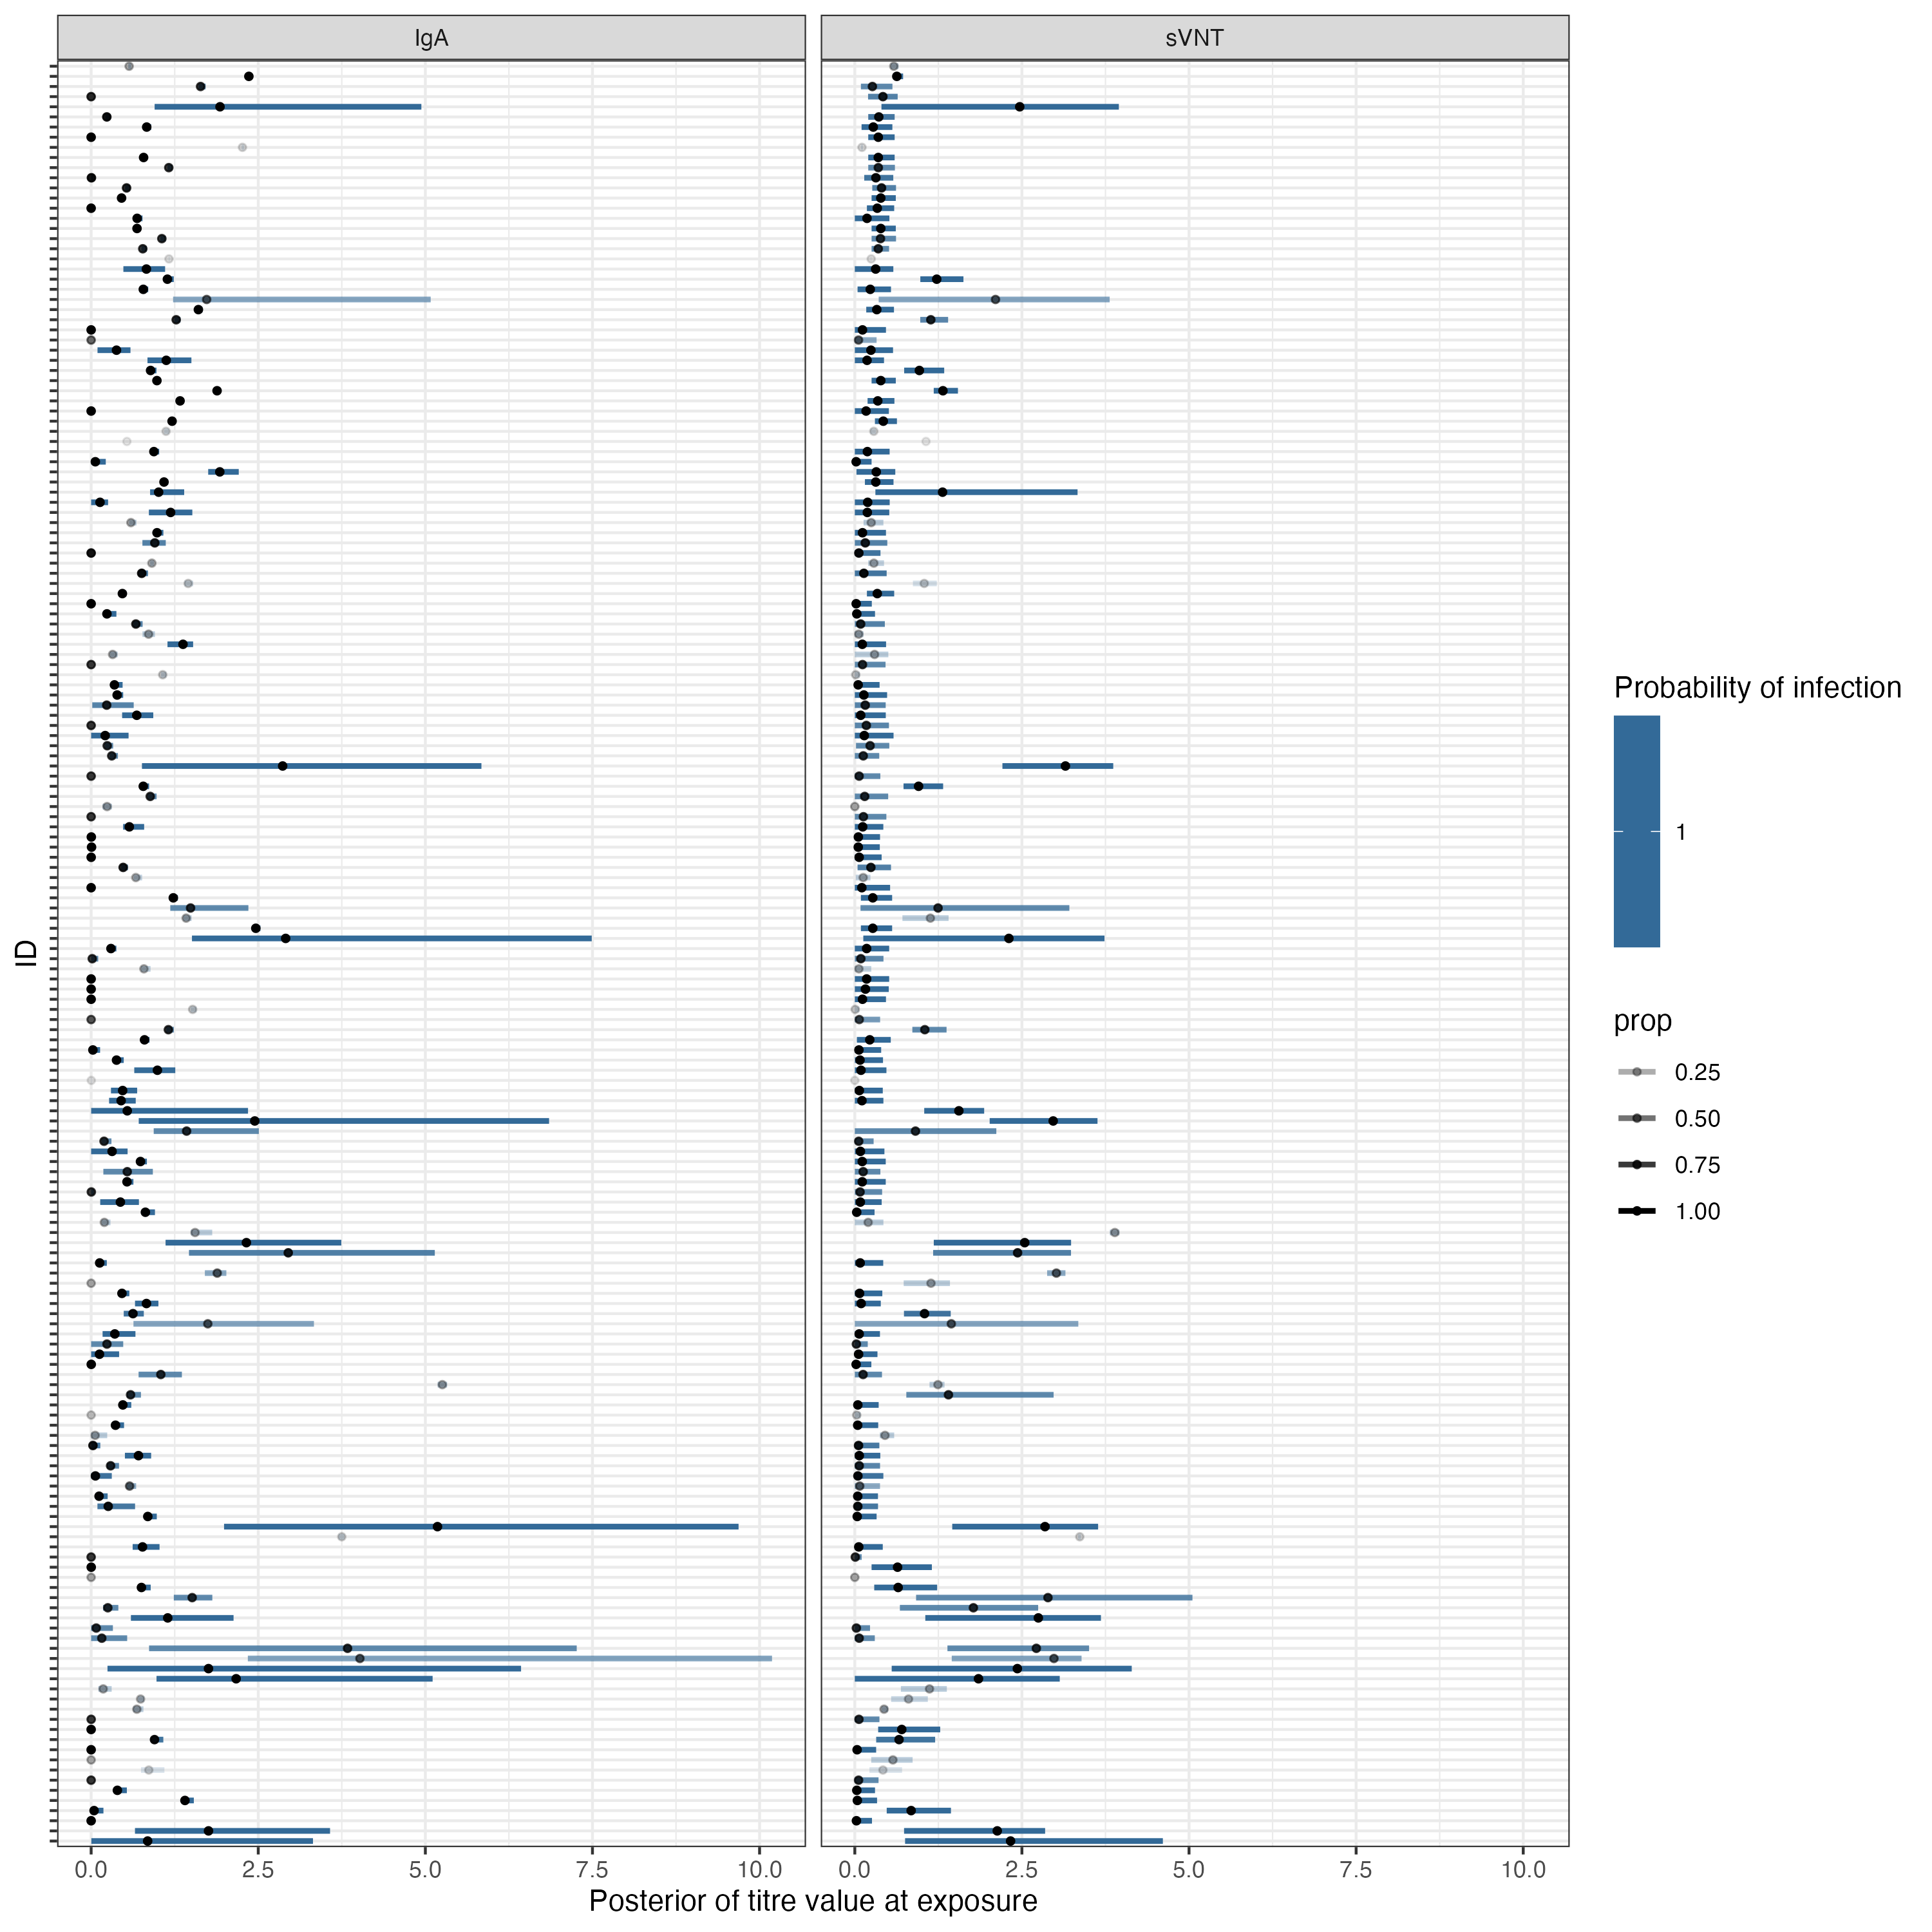 IgA
sVNT
ID
0.0
2.5
5.0
7.5
10.0
0.0
2.5
5.0
7.5
10.0
Posterior of titre value at exposure
Probability of infection
1
prop
0.25
0.50
0.75
1.00